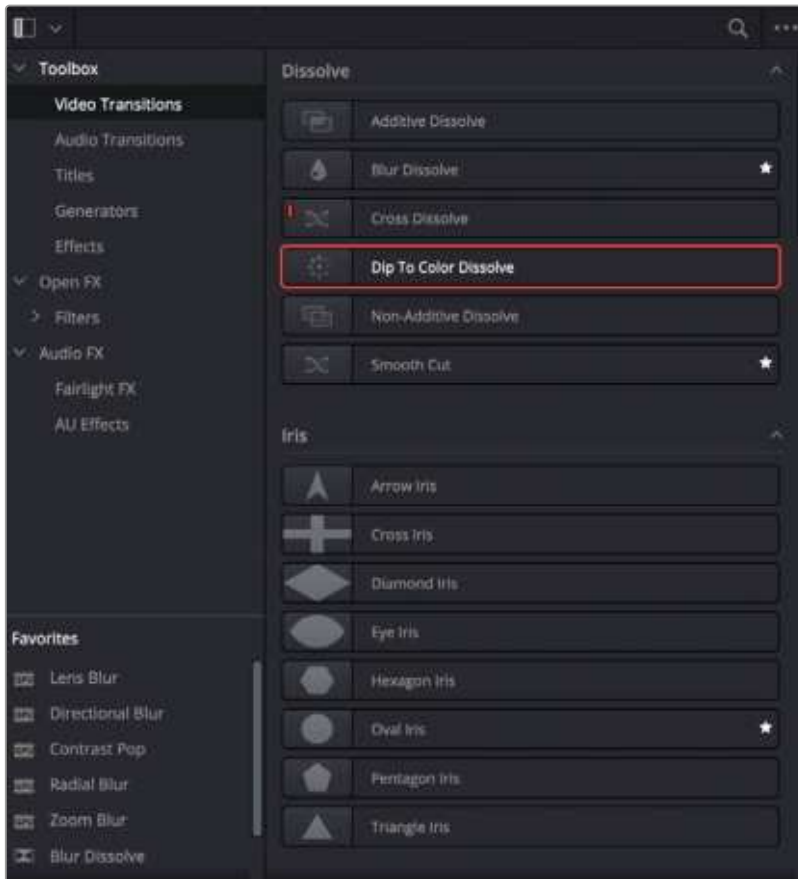 Toolbox
Video Transitions
Audio Transitions
Titles
Generators
Effects
Open FX
Filters
Audio FX
Fairlight FX
AU Effects
Favorites
Lens Blur
Directional Blur
Contrast Pop
Radial Blur
Zoom Blur
Blur Dissolve
Dissolve
Additive Dissolve
Blur Dissolve
Cross Dissolve
Dip To Color Dissolve
Non-Additive Dissolve
Smooth Cut
Iris
Arrow Iris
Cross Iris
Diamond Iris
Eye Iris
Hexagon Iris
Oval Iris
Pentagon Iris
Triangle Iris